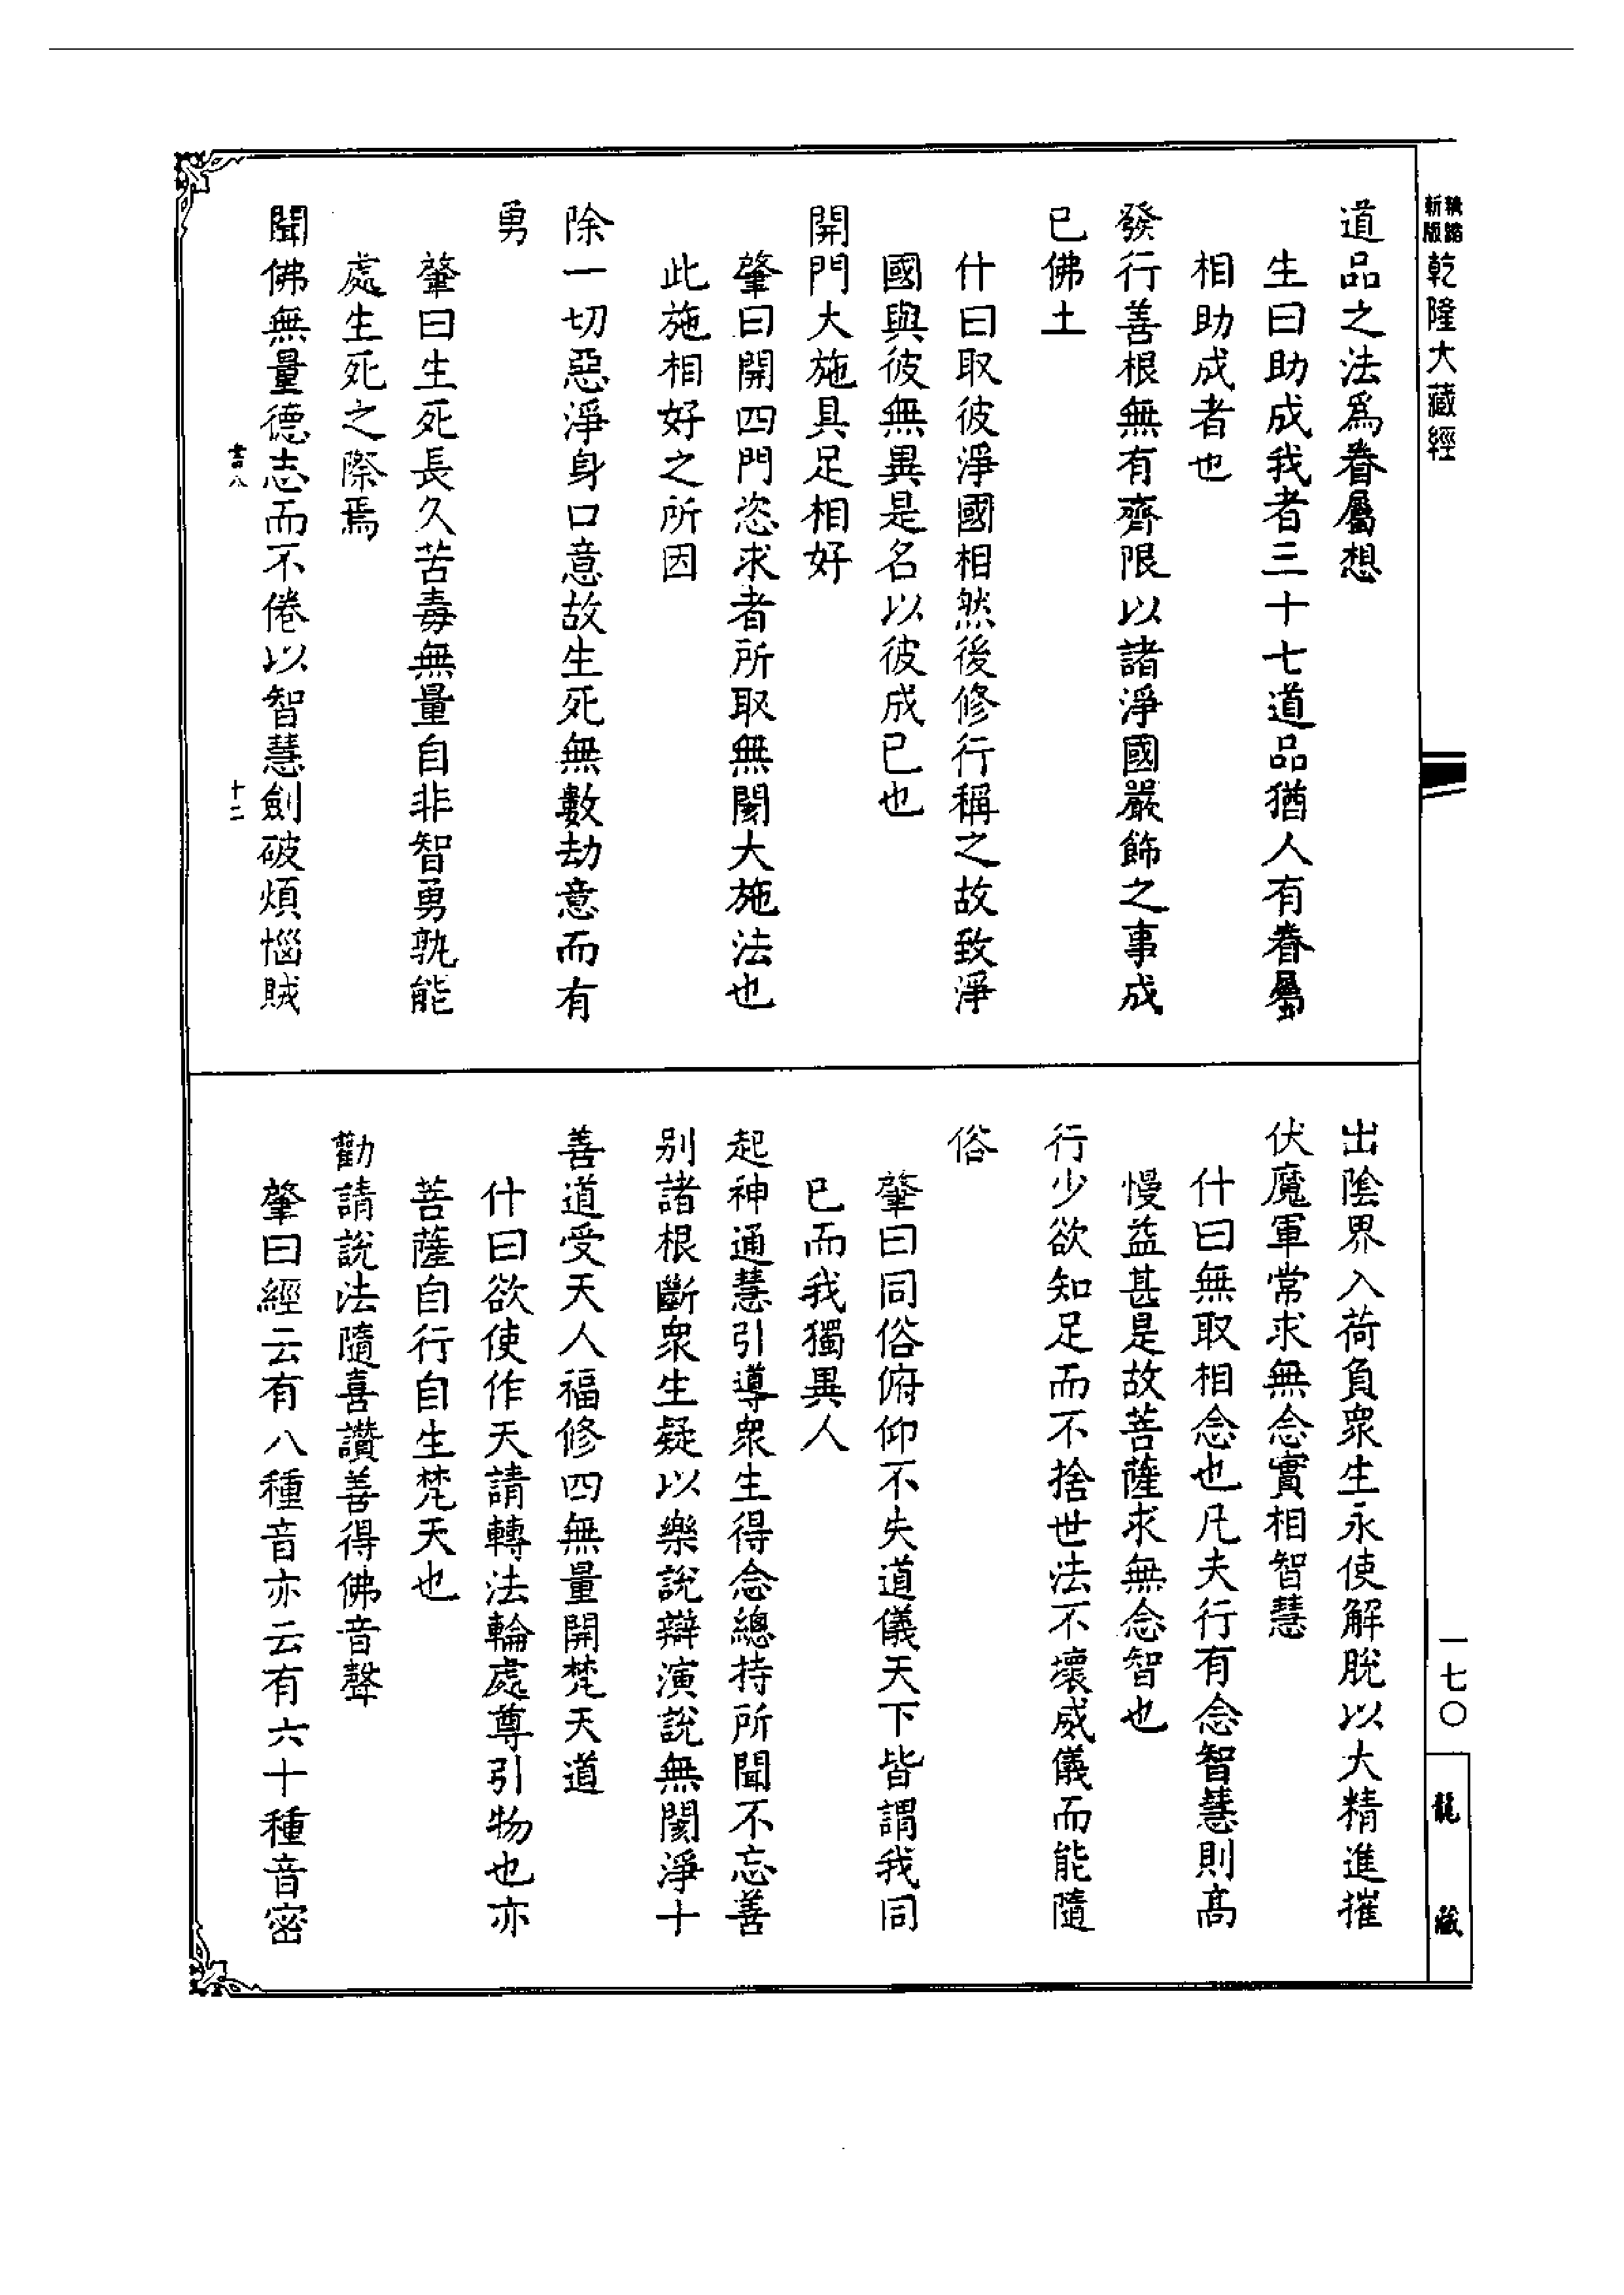 新版
乾隆大藏經
道品之法爲眷屬想
生曰助成我者三十七道品猶人有眷屬
相助成者也
發行善根無有齊限以諸淨國嚴飾之事成
已佛土
什曰取彼淨國相然後修行稱之故致淨
國與彼無異是名以彼成已也
開門大施具足相好
肇曰開四門恣求者所取無閡大施法也
此施相好之所因
除一切惡淨身口意故生死無數劫意而有
勇
肇曰生死長久苦毒無量自非智勇孰能
處生死之際焉
聞佛無量德志而不倦以智慧劍破煩惱賊
十二
出陰界入荷負衆生永使解脫以大精進摧
伏魔軍常求無念實相智慧
什曰無取相念也凡夫行有念智慧則高
慢益甚是故菩薩求無念智也
行少欲知足而不捨世法不壞威儀而能隨
俗
肇曰同俗俯仰不失道儀天下皆謂我同
已而我獨異人
起神通慧引導衆生得念總持所聞不忘善
別諸根斷衆生疑以樂說辯演說無閡淨十
善道受天人福修四無量開梵天道
什曰欲使作天請轉法輪處尊引物也亦
菩薩自行自生梵天也
勸請說法隨喜讚善得佛音聲
肇曰經云有八種音亦云有六十種音密
一七〇
龍藏